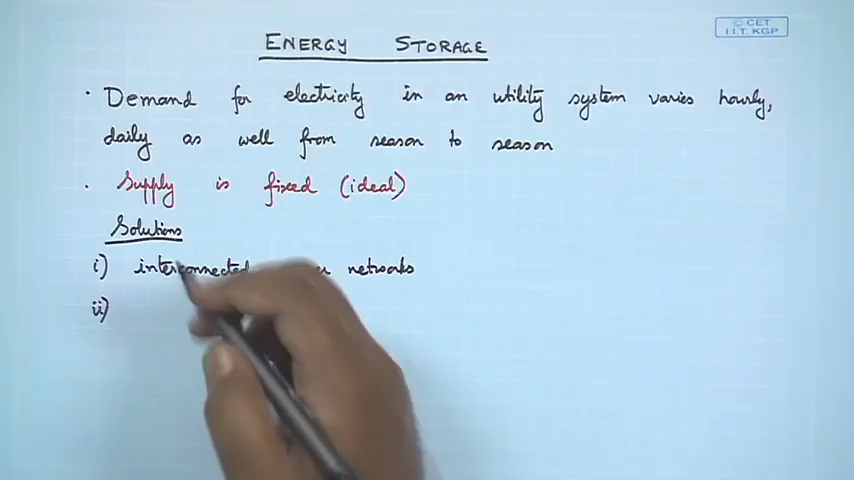 © CET
I.I.T. KGP
ENERGY STORAGE
· Demand for electricity in an utility system varies hourly,
daily as well from season to season
· Supply is fixed (ideal)
Solutions
i) interconnected networks
ii)